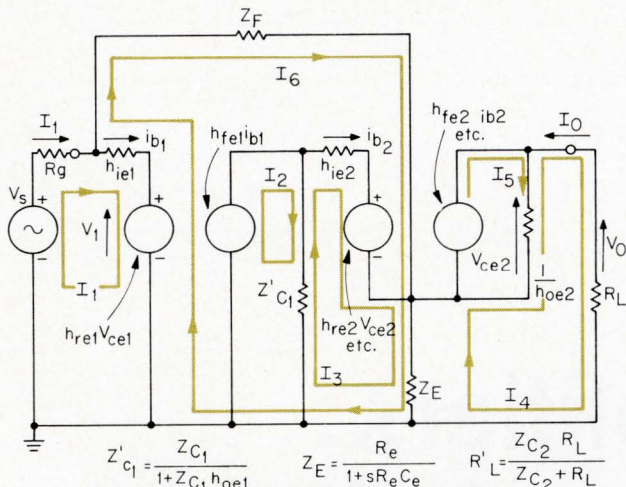 Z_F
I_6
I_1
i_b1
h_fe1 i_b1
i_b2
h_fe2 i_b2
etc.
I_O
R_g
h_ie1
I_2
h_ie2
I_5
V_s
+
+
+
V_1
V_ce2
V_O
-
-
-
1/h_oe2
R_L
I_1
Z'_C1
h_re1 V_ce1
h_re2 V_ce2
etc.
I_3
Z_E
I_4
Z'_c1 = Z_C1 / 1+Z_C1 h_oe1
Z_E = R_e / 1+sR_e C_e
R'_L = Z_C2 R_L / Z_C2 + R_L